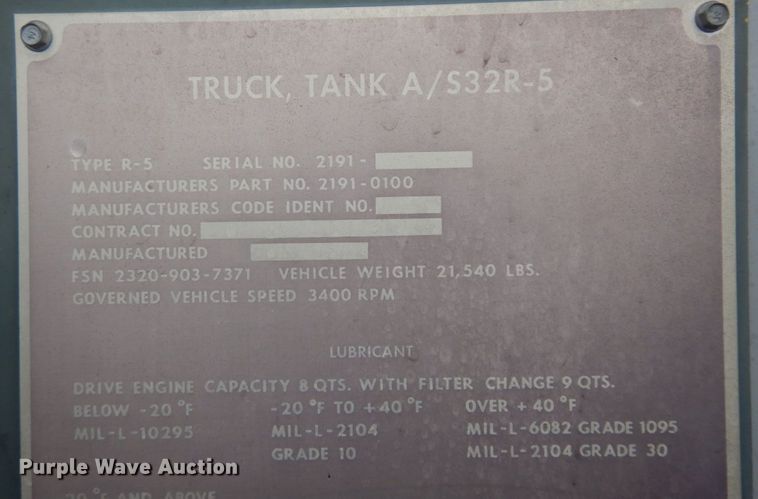 TRUCK, TANK A/S32R-5
TYPE R-5 SERIAL NO. 2191-
MANUFACTURERS PART NO. 2191-0100
MANUFACTURERS CODE IDENT NO.
CONTRACT NO.
MANUFACTURED
FSN 2320-903-7371 VEHICLE WEIGHT 21,540 LBS.
GOVERNED VEHICLE SPEED 3400 RPM
LUBRICANT
DRIVE ENGINE CAPACITY 8 QTS. WITH FILTER CHANGE 9 QTS.
BELOW -20 °F -20 °F TO +40 °F OVER +40 °F
MIL-L-10295 MIL-L-2104 MIL-L-6082 GRADE 1095
GRADE 10 MIL-L-2104 GRADE 30
Purple Wave Auction
20 °F AND ABOVE